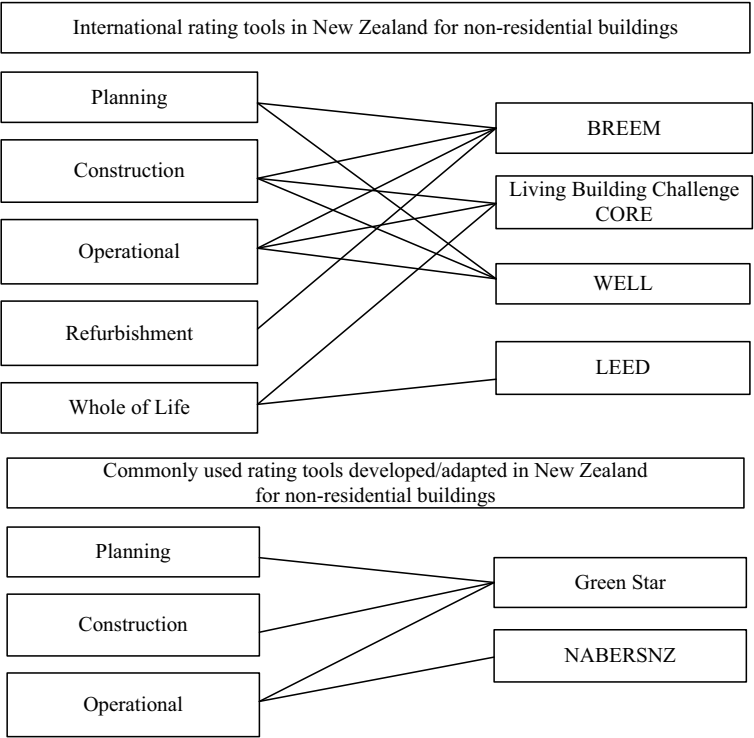 International rating tools in New Zealand for non-residential buildings
Planning
Construction
Operational
Refurbishment
Whole of Life
BREEM
Living Building Challenge
CORE
WELL
LEED
Commonly used rating tools developed/adapted in New Zealand
for non-residential buildings
Planning
Construction
Operational
Green Star
NABERSNZ